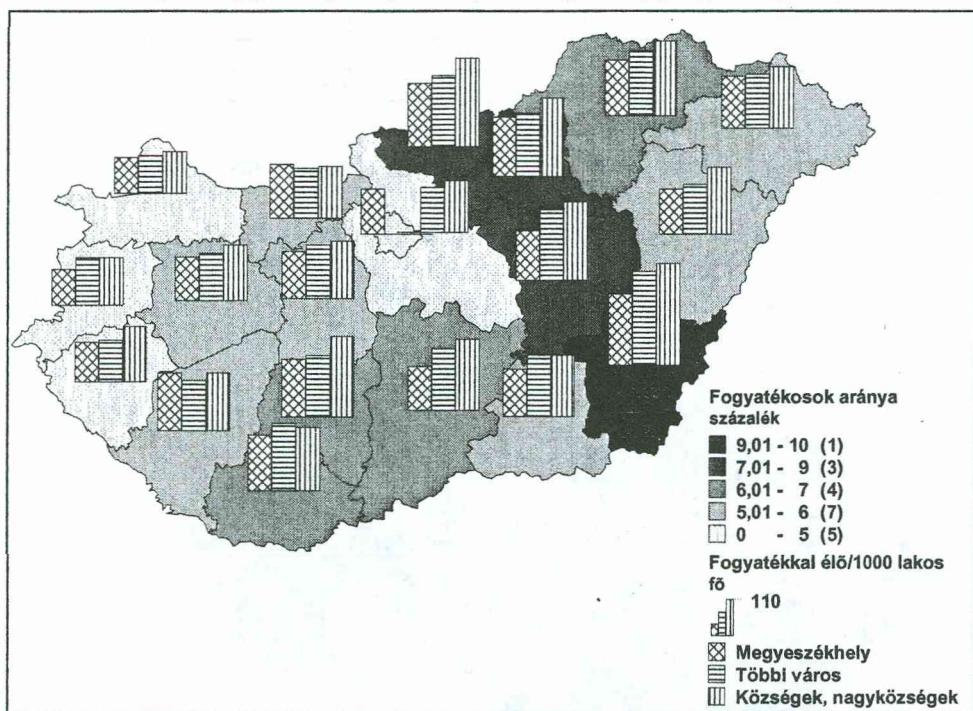 Fogyatékosok aránya
százalék
9,01 - 10 (1)
7,01 - 9 (3)
6,01 - 7 (4)
5,01 - 6 (7)
0 - 5 (5)
Fogyatékkal élő/1000 lakos
fő
110
Megyeszékhely
Többi város
Községek, nagyközségek